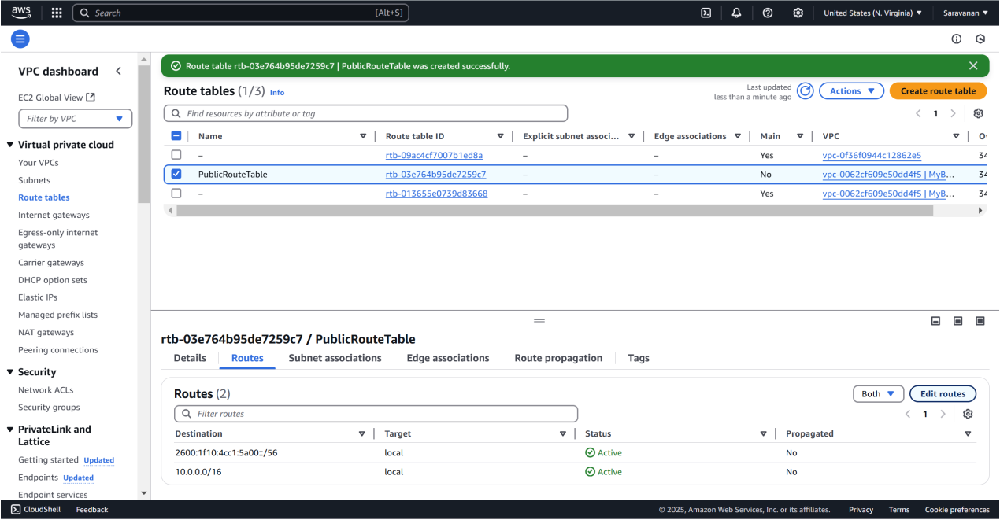 aws Search [Alt+S] United States (N. Virginia) Saravanan
VPC dashboard
EC2 Global View
Filter by VPC
Virtual private cloud
Your VPCs
Subnets
Route tables
Internet gateways
Egress-only internet
gateways
Carrier gateways
DHCP option sets
Elastic IPs
Managed prefix lists
NAT gateways
Peering connections
Security
Network ACLs
Security groups
PrivateLink and
Lattice
Getting started Updated
Endpoints Updated
Endpoint services
Route table rtb-03e764b95de7259c7 | PublicRouteTable was created successfully.
Route tables (1/3) Info
Last updated
less than a minute ago
Actions
Create route table
Find resources by attribute or tag
1
Name Route table ID Explicit subnet associ... Edge associations Main VPC
– rtb-09ac4cf7007b1ed8a – – Yes vpc-0f36f0944c12862e5 34
PublicRouteTable rtb-03e764b95de7259c7 – – No vpc-0062cf609e50dd4f5 | MyB... 34
– rtb-013655e0739d83668 – – Yes vpc-0062cf609e50dd4f5 | MyB... 34
rtb-03e764b95de7259c7 / PublicRouteTable
Details Routes Subnet associations Edge associations Route propagation Tags
Routes (2)
Both
Edit routes
Filter routes
1
Destination Target Status Propagated
2600:1f10:4cc1:5a00::/56 local Active No
10.0.0.0/16 local Active No
CloudShell Feedback © 2025, Amazon Web Services, Inc. or its affiliates. Privacy Terms Cookie preferences